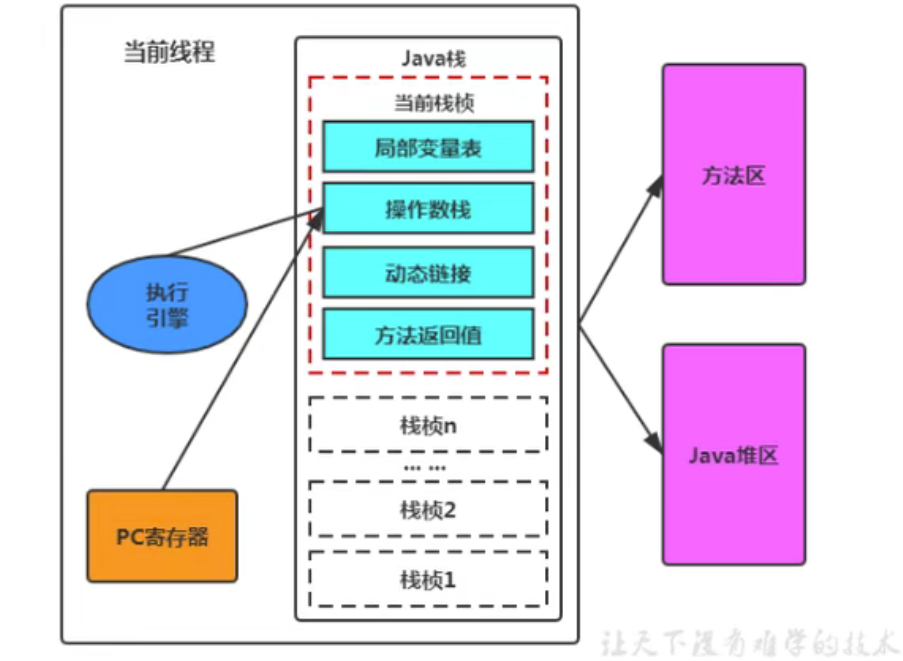 当前线程
Java栈
当前栈桢
局部变量表
操作数栈
动态链接
方法返回值
执行
引擎
栈桢n
... ...
栈桢2
栈桢1
PC寄存器
方法区
Java堆区
让天下没有难学的技术